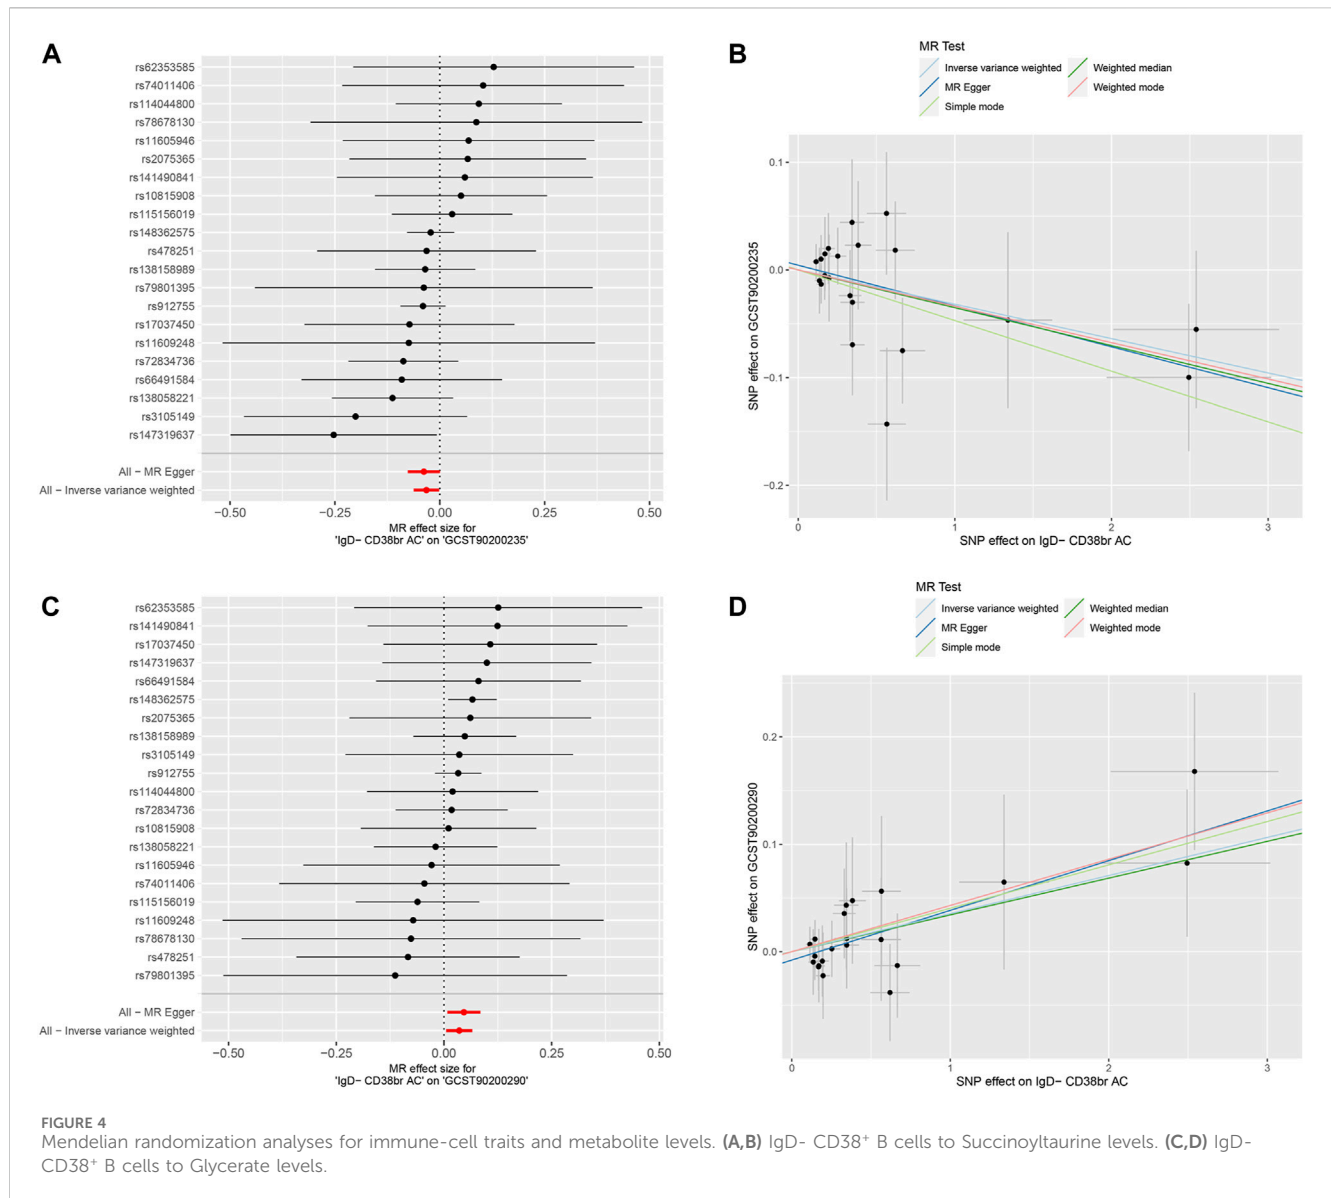 A
rs62353585
rs74011406
rs114044800
rs78678130
rs11605946
rs2075365
rs141490841
rs10815908
rs115156019
rs148362575
rs478251
rs138158989
rs79801395
rs912755
rs17037450
rs11609248
rs72834736
rs66491584
rs138058221
rs3105149
rs147319637
All − MR Egger
All − Inverse variance weighted
−0.50 −0.25 0.00 0.25 0.50
MR effect size for
'IgD− CD38br AC' on 'GCST90200235'
B
MR Test
Inverse variance weighted Weighted median
MR Egger Weighted mode
Simple mode
SNP effect on GCST90200235
0.1
0.0
−0.1
−0.2
0 1 2 3
SNP effect on IgD− CD38br AC
C
rs62353585
rs141490841
rs17037450
rs147319637
rs66491584
rs148362575
rs2075365
rs138158989
rs3105149
rs912755
rs114044800
rs72834736
rs10815908
rs138058221
rs11605946
rs74011406
rs115156019
rs11609248
rs78678130
rs478251
rs79801395
All − MR Egger
All − Inverse variance weighted
−0.50 −0.25 0.00 0.25 0.50
MR effect size for
'IgD− CD38br AC' on 'GCST90200290'
D
MR Test
Inverse variance weighted Weighted median
MR Egger Weighted mode
Simple mode
SNP effect on GCST90200290
0.2
0.1
0.0
0 1 2 3
SNP effect on IgD− CD38br AC
FIGURE 4
Mendelian randomization analyses for immune-cell traits and metabolite levels. (A,B) IgD- CD38⁺ B cells to Succinoyltaurine levels. (C,D) IgD-
CD38⁺ B cells to Glycerate levels.